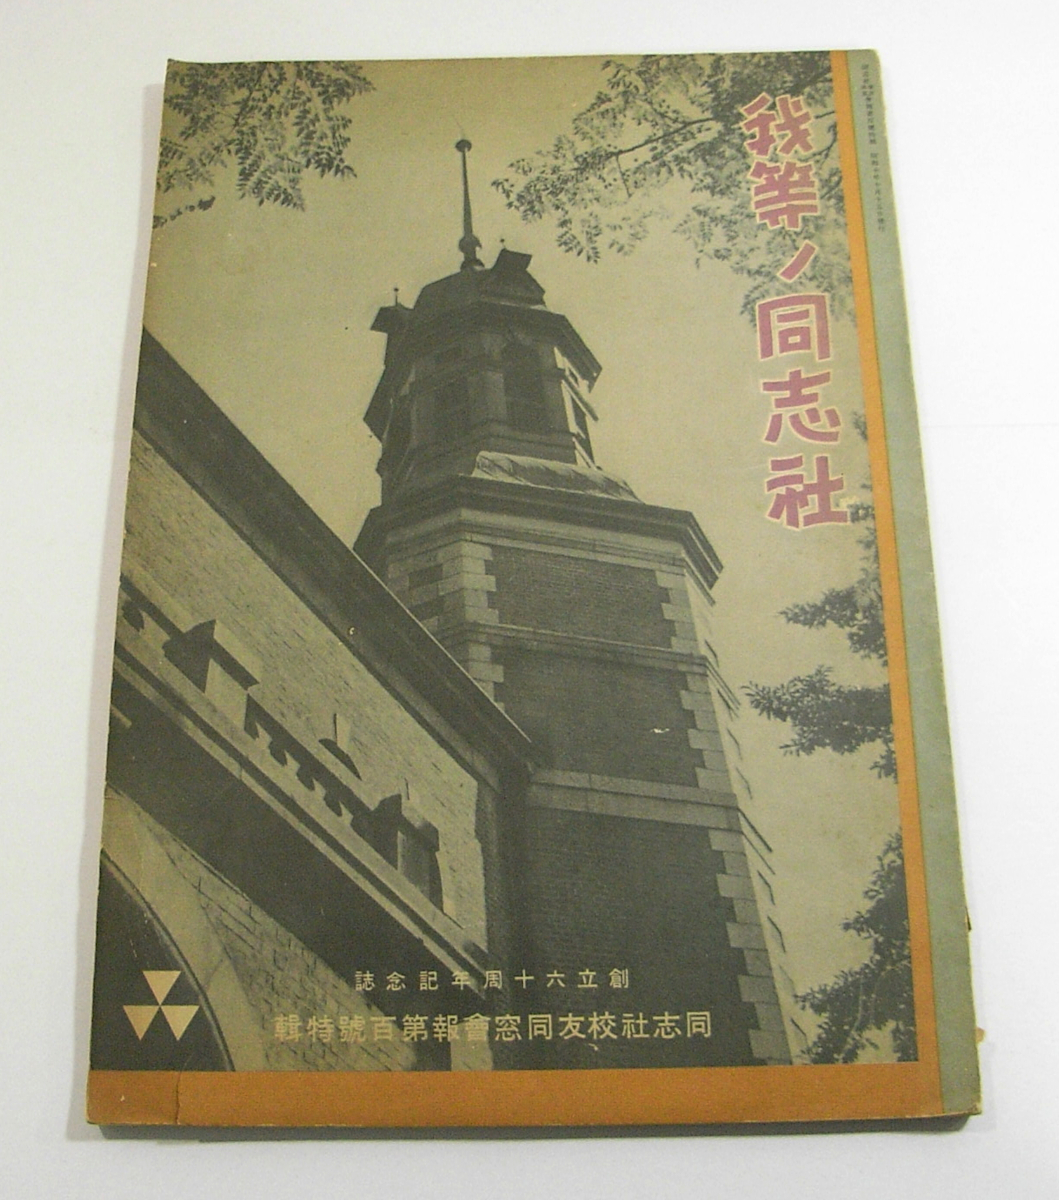 我等ノ同志社
創立六十周年記念誌
同志社校友同窓會報第百號特輯